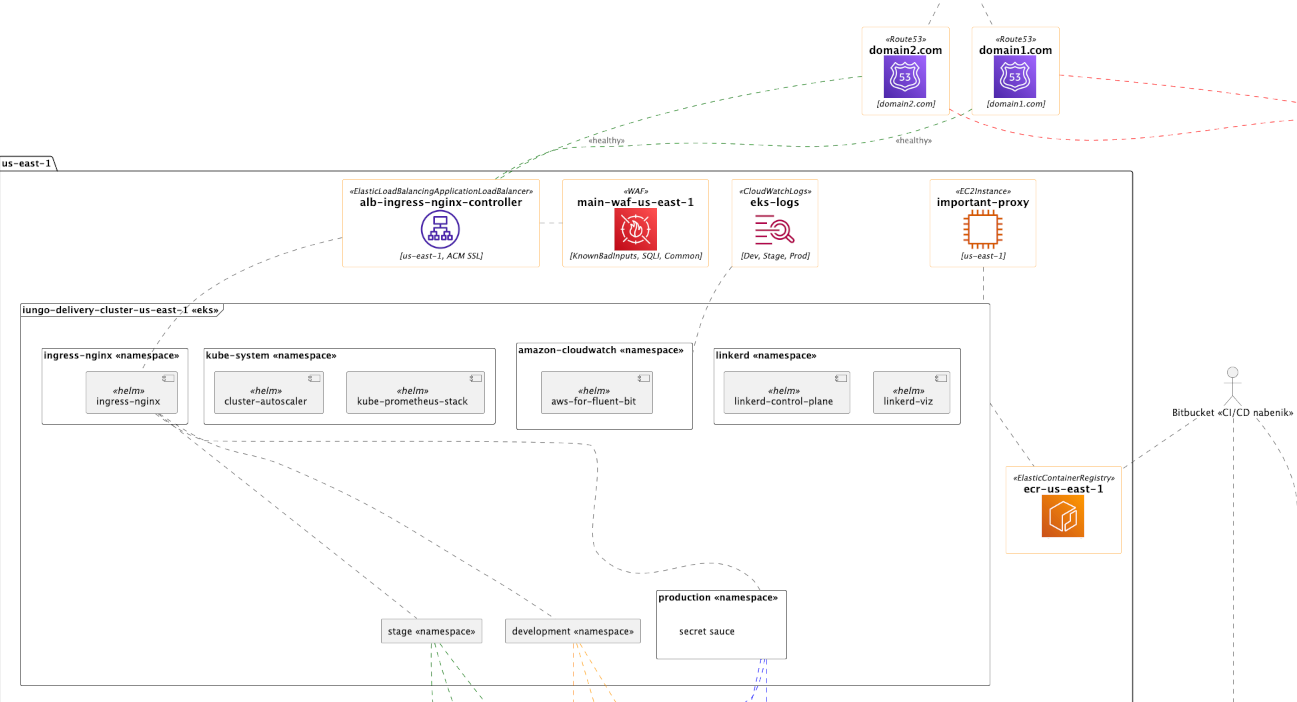 «Route53»
domain2.com
53
[domain2.com]
«Route53»
domain1.com
53
[domain1.com]
«healthy»
«healthy»
us-east-1
«ElasticLoadBalancingApplicationLoadBalancer»
alb-ingress-nginx-controller
[us-east-1, ACM SSL]
«WAF»
main-waf-us-east-1
[KnownBadInputs, SQLI, Common]
«CloudWatchLogs»
eks-logs
[Dev, Stage, Prod]
«EC2Instance»
important-proxy
[us-east-1]
iungo-delivery-cluster-us-east-1 «eks»
ingress-nginx «namespace»
«helm»
ingress-nginx
kube-system «namespace»
«helm»
cluster-autoscaler
«helm»
kube-prometheus-stack
amazon-cloudwatch «namespace»
«helm»
aws-for-fluent-bit
linkerd «namespace»
«helm»
linkerd-control-plane
«helm»
linkerd-viz
Bitbucket «CI/CD nabenik»
«ElasticContainerRegistry»
ecr-us-east-1
stage «namespace»
development «namespace»
production «namespace»
secret sauce